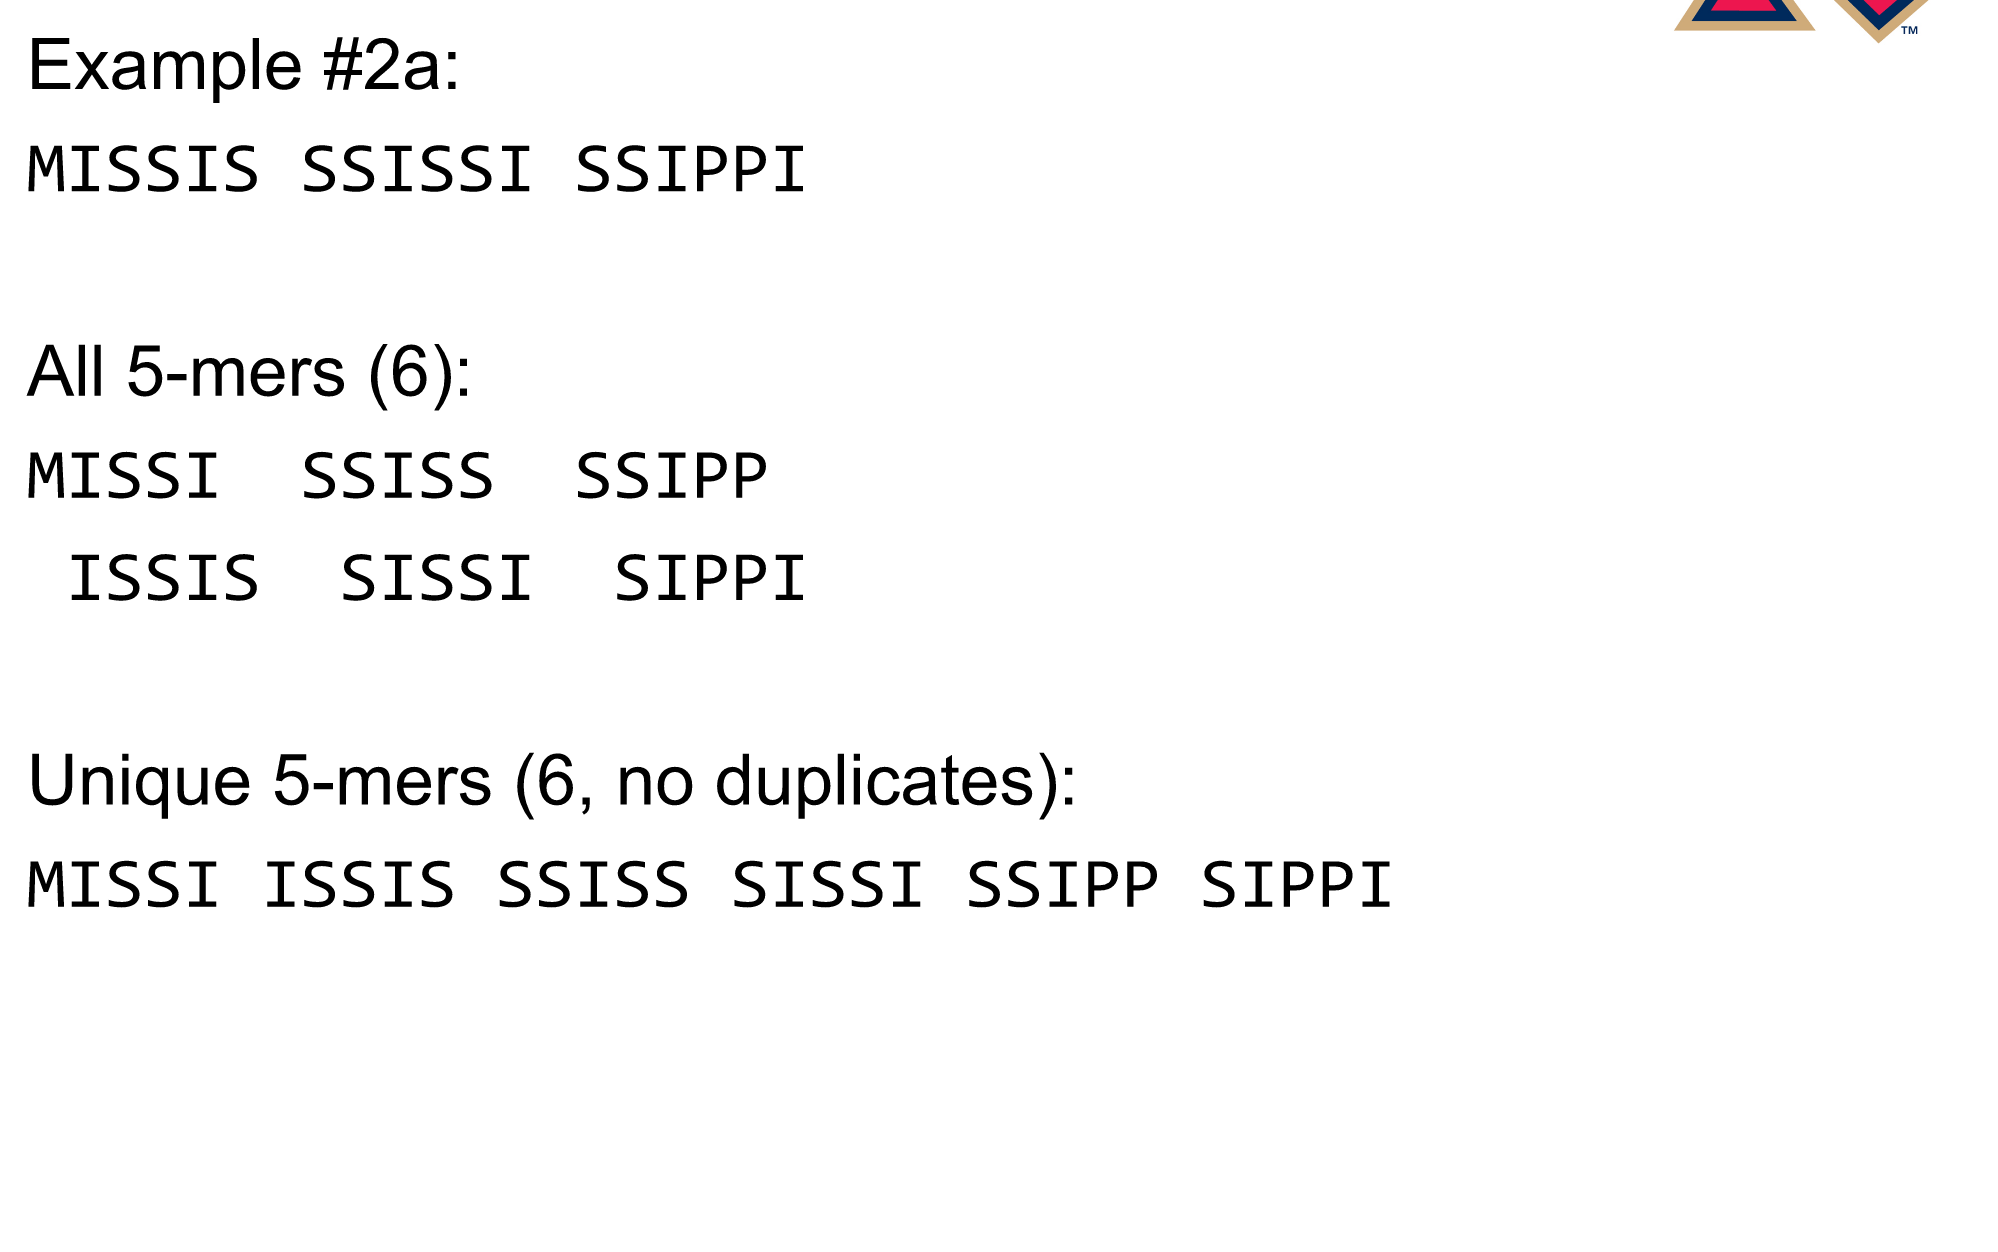 Example #2a:
MISSIS SSISSI SSIPPI
All 5-mers (6):
MISSI  SSISS  SSIPP
 ISSIS  SISSI  SIPPI
Unique 5-mers (6, no duplicates):
MISSI ISSIS SSISS SISSI SSIPP SIPPI
TM